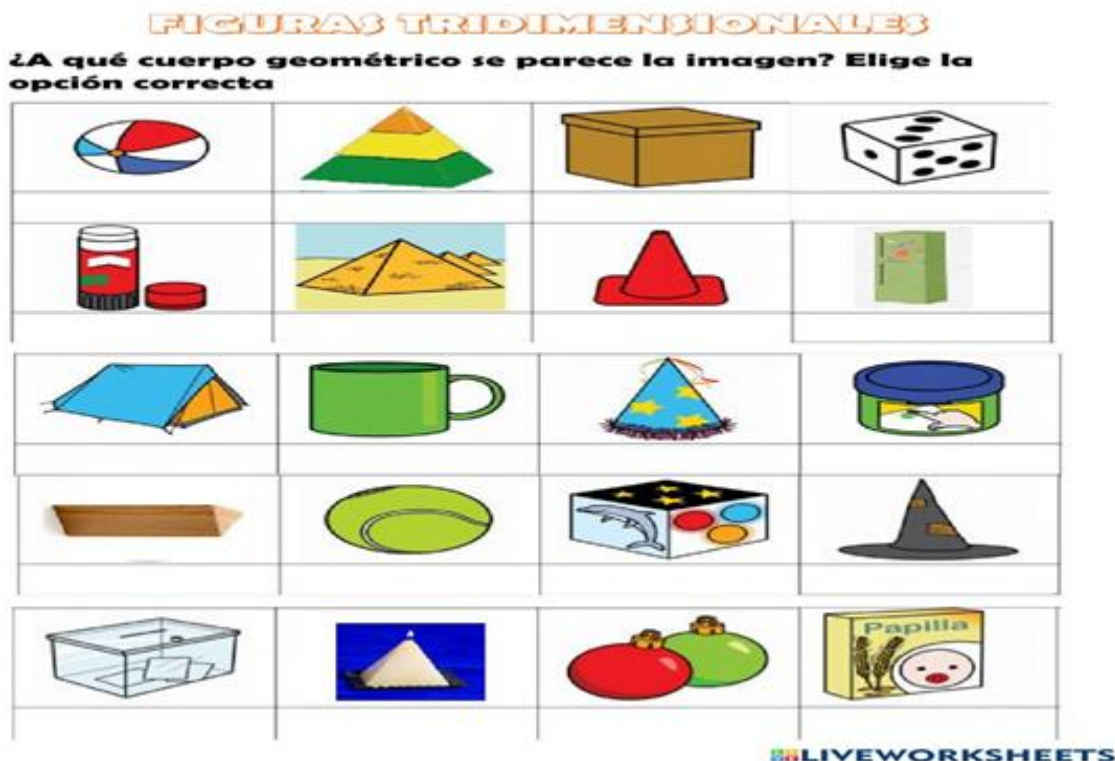 FIGURAS TRIDIMENSIONALES
¿A qué cuerpo geométrico se parece la imagen? Elige la
opción correcta
Papilla
LIVEWORKSHEETS